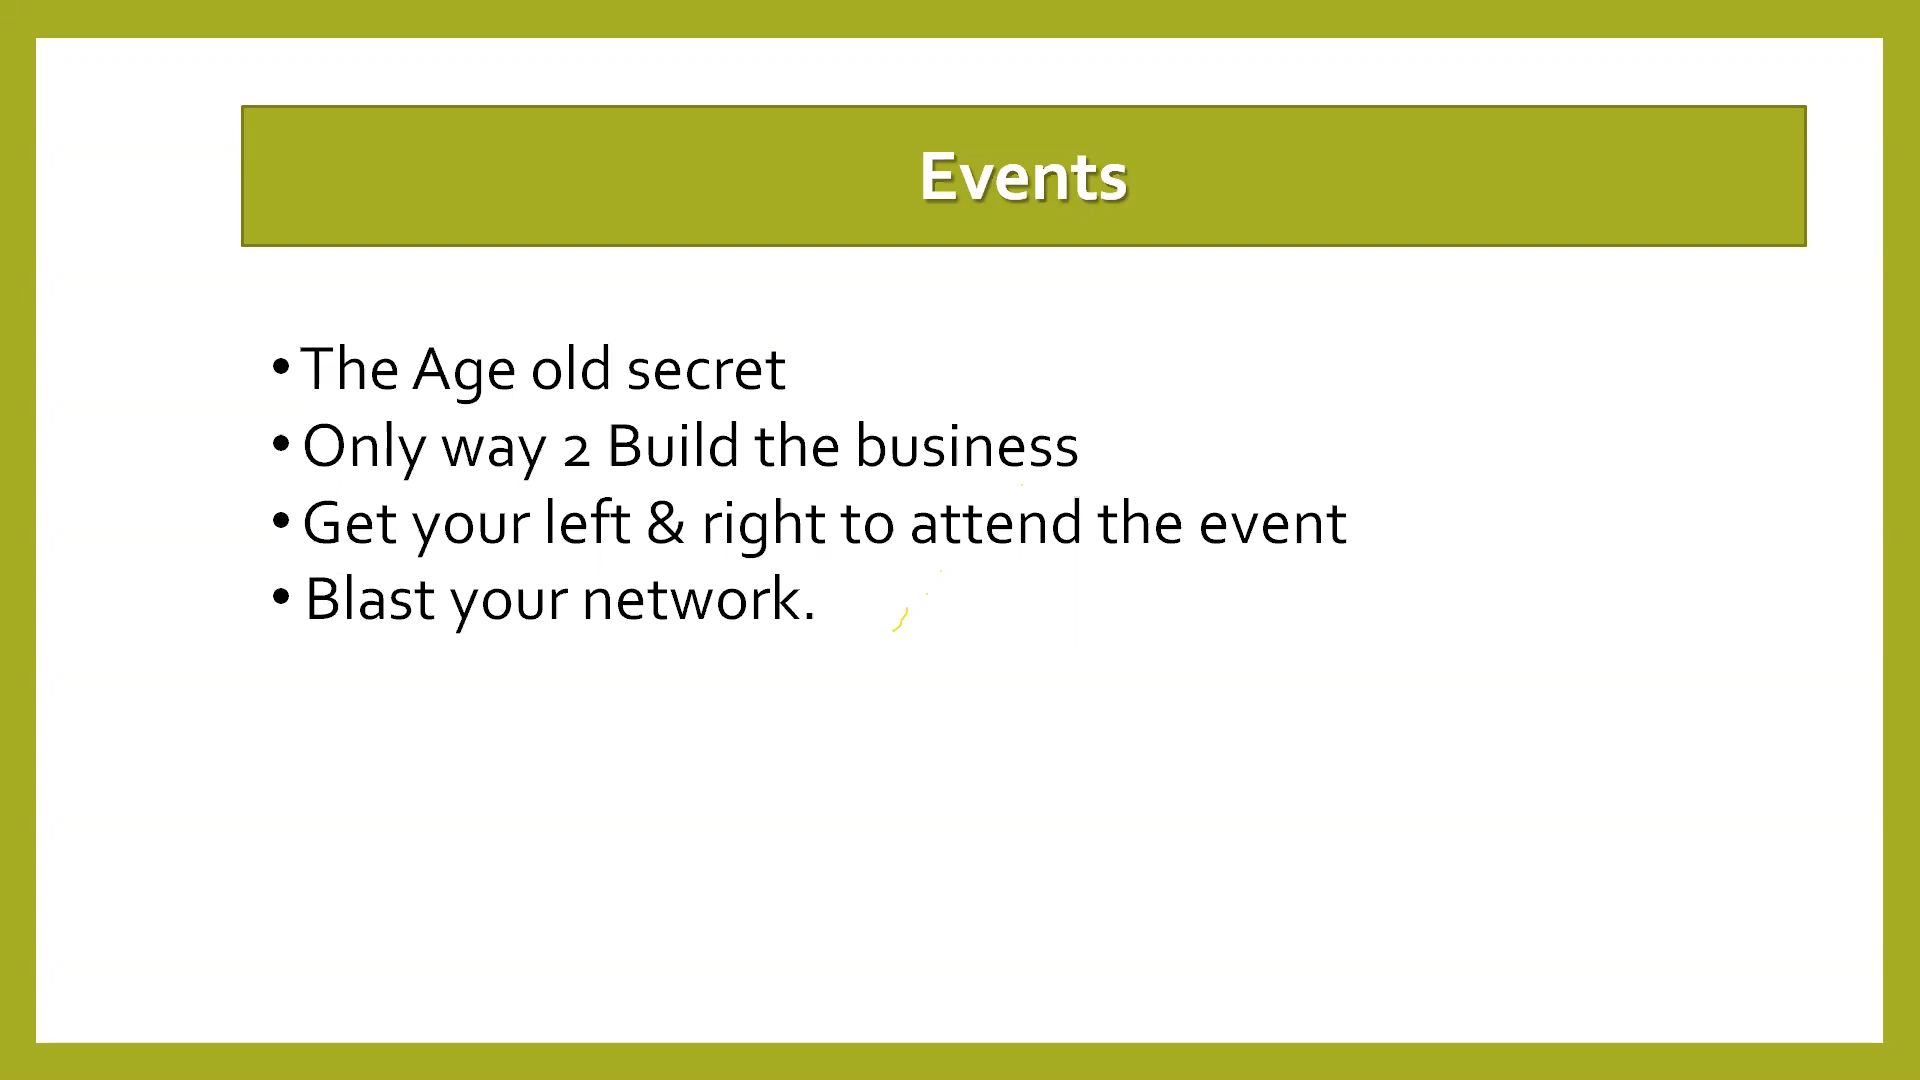 Events
• The Age old secret
• Only way 2 Build the business
• Get your left & right to attend the event
• Blast your network.